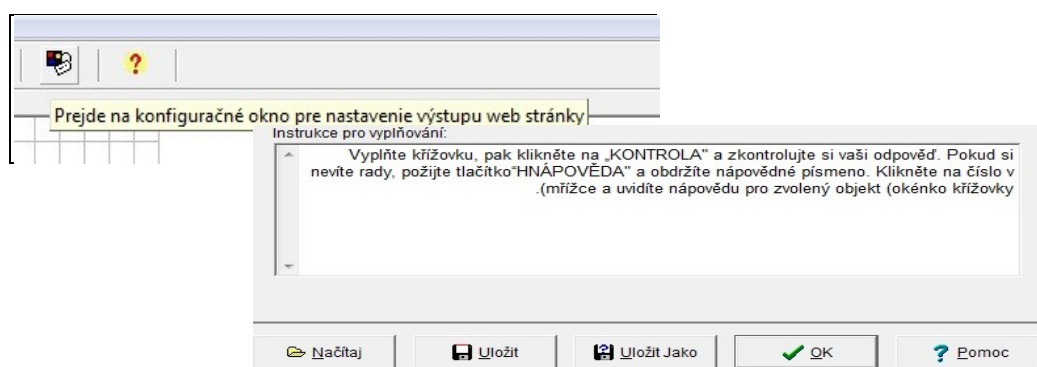 ?
Prejde na konfiguračné okno pre nastavenie výstupu web stránky
Instrukce pro vyplňování:
Vyplňte křížovku, pak klikněte na „KONTROLA" a zkontrolujte si vaši odpověď. Pokud si
nevíte rady, požijte tlačítko“HNÁPOVĚDA" a obdržíte nápovědné písmeno. Klikněte na číslo v
.(mřížce a uvidíte nápovědu pro zvolený objekt (okénko křížovky
Načítaj Uložit Uložit Jako OK ? Pomoc